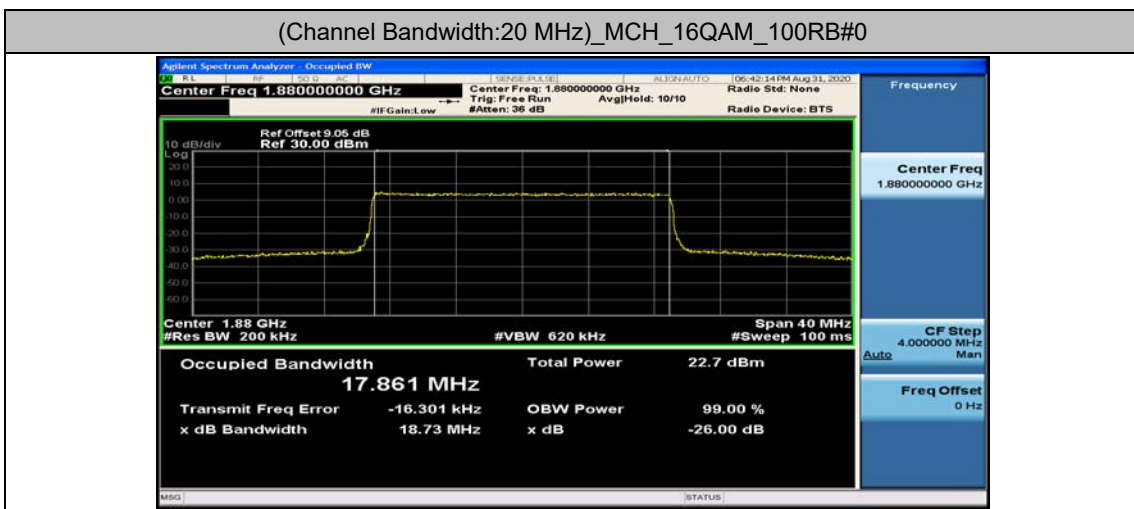 (Channel Bandwidth:20 MHz)_MCH_16QAM_100RB#0
Agilent Spectrum Analyzer - Occupied BW
RL RF 50 Ω AC SENSE:PULSE ALIGN AUTO 06:42:14 PM Aug 31, 2020
Center Freq 1.880000000 GHz Center Freq: 1.880000000 GHz Radio Std: None
Trig: Free Run Avg|Hold: 10/10
#IFGain:Low #Atten: 36 dB Radio Device: BTS
Ref Offset 9.05 dB
10 dB/div Ref 30.00 dBm
Log
20.0
10.0
0.00
-10.0
-20.0
-30.0
-40.0
-50.0
-60.0
Center 1.88 GHz Span 40 MHz
#Res BW 200 kHz #VBW 620 kHz #Sweep 100 ms
Occupied Bandwidth Total Power 22.7 dBm
17.861 MHz
Transmit Freq Error -16.301 kHz OBW Power 99.00 %
x dB Bandwidth 18.73 MHz x dB -26.00 dB
MSG STATUS
Frequency
Center Freq
1.880000000 GHz
CF Step
4.000000 MHz
Auto Man
Freq Offset
0 Hz